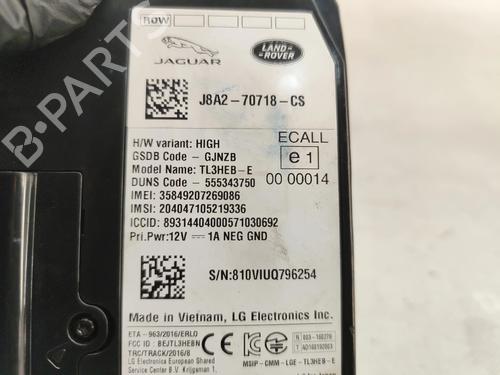 ROW
JAGUAR
LAND ROVER
J8A2-70718-CS
H/W variant: HIGH
GSDB Code - GJNZB
Model Name: TL3HEB-E
DUNS Code - 555343750
IMEI: 35849207269086
IMSI: 204047105219336
ICCID: 89314404000571030692
Pri.Pwr:12V ⎓ 1A NEG GND
ECALL
e1
00 00014
S/N:810VIUQ796254
Made in Vietnam, LG Electronics Inc.
ETA - 963/2016/ERLO
FCC ID : BEJTL3HEBN
TRC/TRACK/2016/8
LG Electronics European Shared
Service Center B.V. Krijgsman 1,
MSIP-CMM-LGE-TL3HEB-E